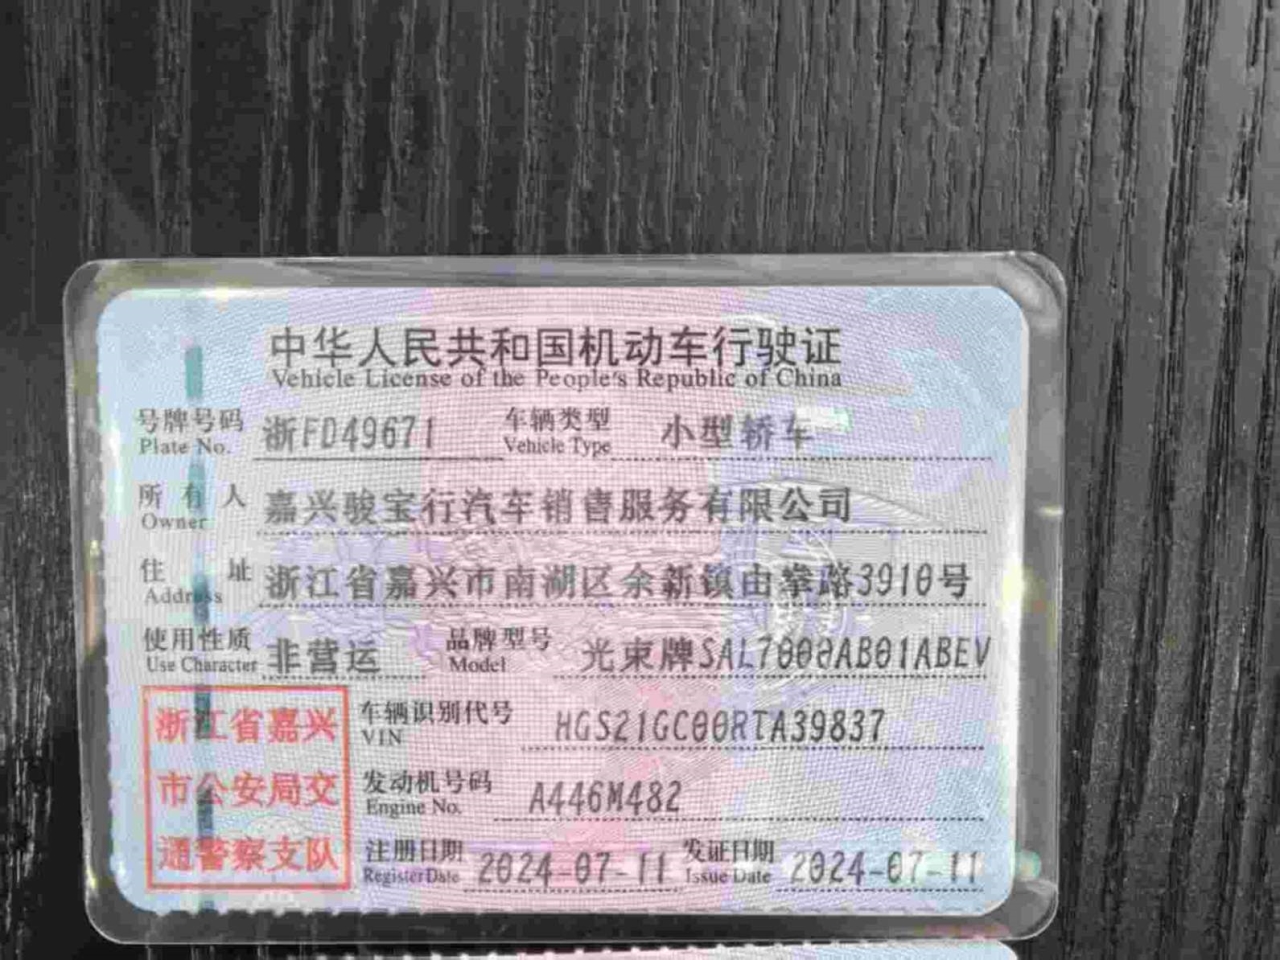 中华人民共和国机动车行驶证
Vehicle License of the People's Republic of China
号牌号码 浙FD49671 车辆类型 小型轿车
Plate No. Vehicle Type
所有人 嘉兴骏宝行汽车销售服务有限公司
Owner
住址 浙江省嘉兴市南湖区余新镇由拳路3910号
Address
使用性质 非营运 品牌型号 光束牌SAL7000AB01ABEV
Use Character Model
浙江省嘉兴 车辆识别代号 HGS21GC00RTA39837
VIN
市公安局交 发动机号码 A446M482
Engine No.
通警察支队 注册日期 2024-07-11 发证日期 2024-07-11
Register Date Issue Date